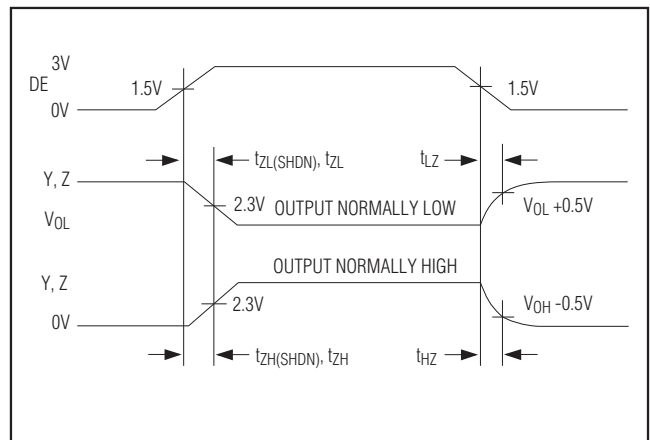 3V
DE
1.5V
1.5V
0V
tZL(SHDN), tZL
tLZ
Y, Z
2.3V
OUTPUT NORMALLY LOW
VOL +0.5V
VOL
OUTPUT NORMALLY HIGH
Y, Z
2.3V
VOH -0.5V
0V
tZH(SHDN), tZH
tHZ